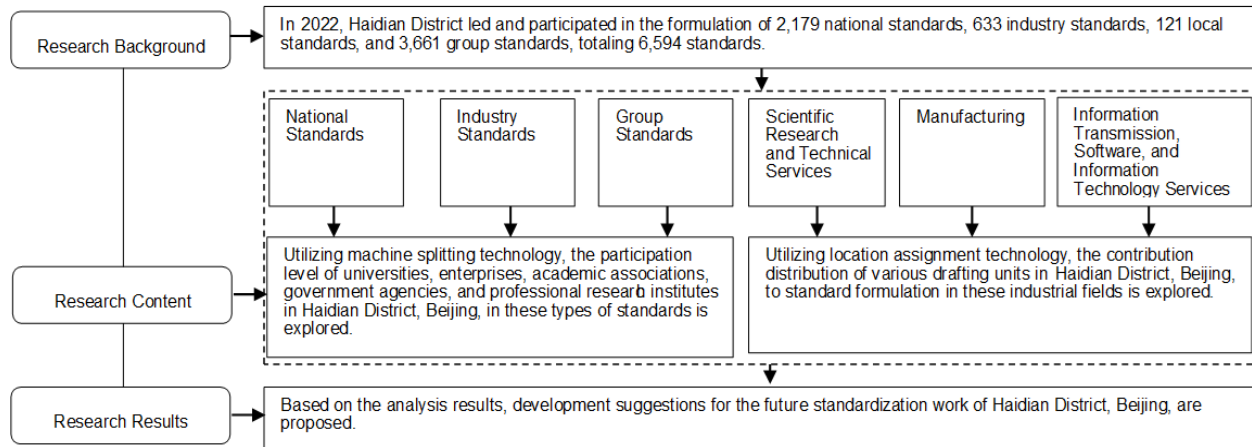 Research Background
In 2022, Haidian District led and participated in the formulation of 2,179 national standards, 633 industry standards, 121 local
standards, and 3,661 group standards, totaling 6,594 standards.
National
Standards
Industry
Standards
Group
Standards
Scientific
Research
and Technical
Services
Manufacturing
Information
Transmission,
Software, and
Information
Technology Services
Research Content
Utilizing machine splitting technology, the participation
level of universities, enterprises, academic associations,
government agencies, and professional research institutes
in Haidian District, Beijing, in these types of standards is
explored.
Utilizing location assignment technology, the contribution
distribution of various drafting units in Haidian District, Beijing,
to standard formulation in these industrial fields is explored.
Research Results
Based on the analysis results, development suggestions for the future standardization work of Haidian District, Beijing, are
proposed.